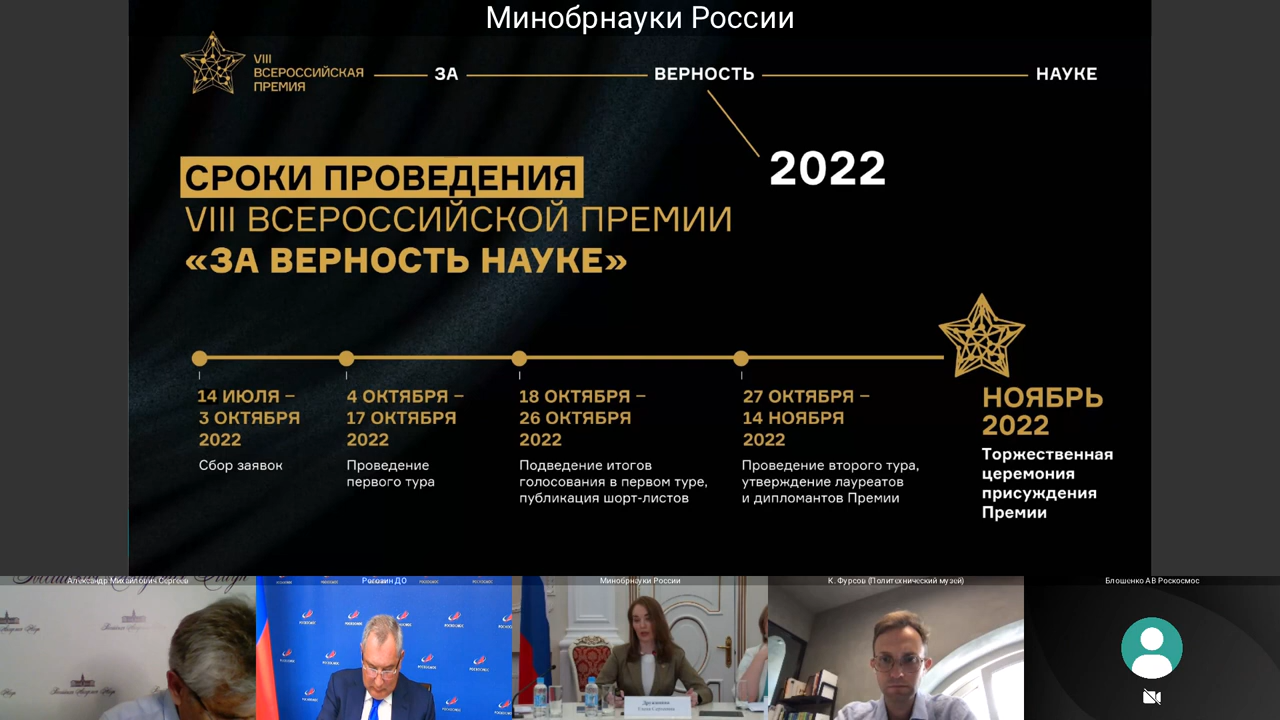 Минобрнауки России
VIII
ВСЕРОССИЙСКАЯ
ПРЕМИЯ
ЗА
ВЕРНОСТЬ
НАУКЕ
2022
СРОКИ ПРОВЕДЕНИЯ
VIII ВСЕРОССИЙСКОЙ ПРЕМИИ
«ЗА ВЕРНОСТЬ НАУКЕ»
14 ИЮЛЯ –
3 ОКТЯБРЯ
2022
Сбор заявок
4 ОКТЯБРЯ –
17 ОКТЯБРЯ
2022
Проведение
первого тура
18 ОКТЯБРЯ –
26 ОКТЯБРЯ
2022
Подведение итогов
голосования в первом туре,
публикация шорт-листов
27 ОКТЯБРЯ –
14 НОЯБРЯ
2022
Проведение второго тура,
утверждение лауреатов
и дипломантов Премии
НОЯБРЬ
2022
Торжественная
церемония
присуждения
Премии
Александр Михайлович Сергеев
Рогозин ДО
Минобрнауки России
К. Фурсов (Политехнический музей)
Блошенко АВ Роскосмос
РОСКОСМОС